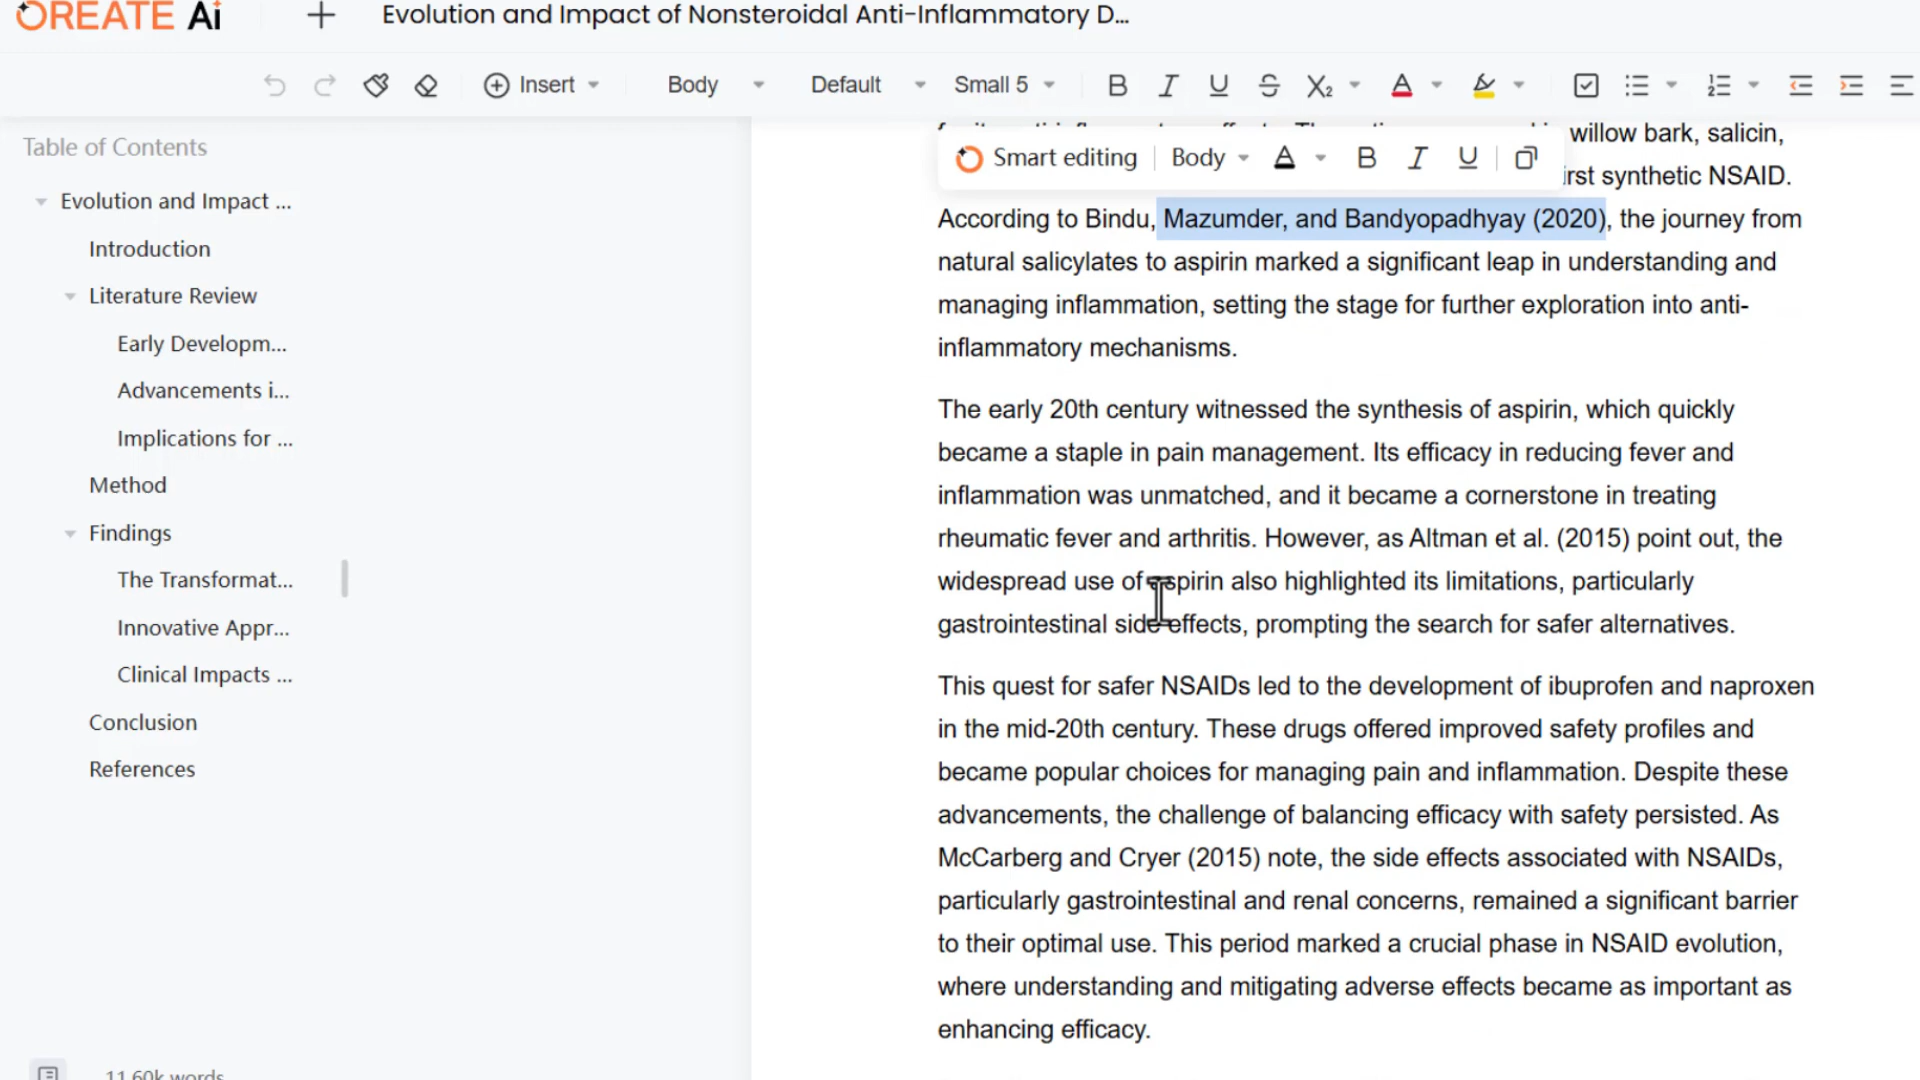 OREATE Ai
Evolution and Impact of Nonsteroidal Anti-Inflammatory D...
Insert
Body
Default
Small 5
Table of Contents
Evolution and Impact ...
Introduction
Literature Review
Early Developm...
Advancements i...
Implications for ...
Method
Findings
The Transformat...
Innovative Appr...
Clinical Impacts ...
Conclusion
References
11.60k words
willow bark, salicin,
Smart editing
Body
irst synthetic NSAID.
According to Bindu, Mazumder, and Bandyopadhyay (2020), the journey from
natural salicylates to aspirin marked a significant leap in understanding and
managing inflammation, setting the stage for further exploration into anti-
inflammatory mechanisms.
The early 20th century witnessed the synthesis of aspirin, which quickly
became a staple in pain management. Its efficacy in reducing fever and
inflammation was unmatched, and it became a cornerstone in treating
rheumatic fever and arthritis. However, as Altman et al. (2015) point out, the
widespread use of aspirin also highlighted its limitations, particularly
gastrointestinal side effects, prompting the search for safer alternatives.
This quest for safer NSAIDs led to the development of ibuprofen and naproxen
in the mid-20th century. These drugs offered improved safety profiles and
became popular choices for managing pain and inflammation. Despite these
advancements, the challenge of balancing efficacy with safety persisted. As
McCarberg and Cryer (2015) note, the side effects associated with NSAIDs,
particularly gastrointestinal and renal concerns, remained a significant barrier
to their optimal use. This period marked a crucial phase in NSAID evolution,
where understanding and mitigating adverse effects became as important as
enhancing efficacy.